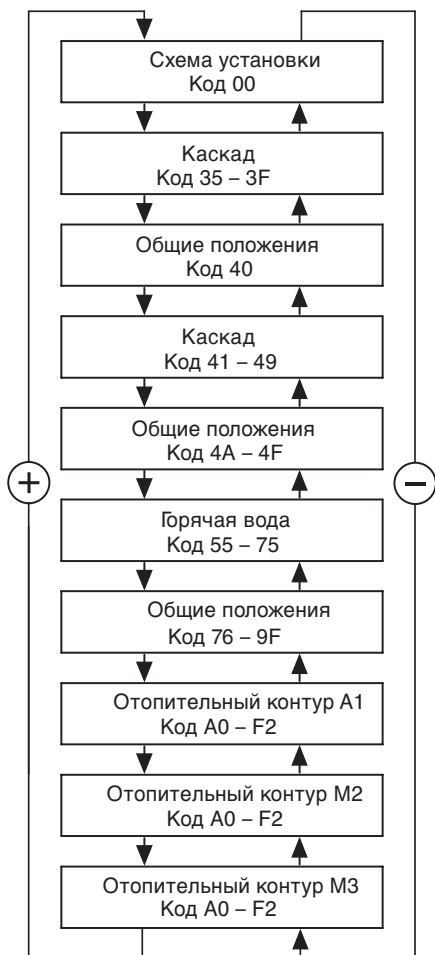 Схема установки
Код 00
Каскад
Код 35 – 3F
Общие положения
Код 40
Каскад
Код 41 – 49
Общие положения
Код 4A – 4F
+
−
Горячая вода
Код 55 – 75
Общие положения
Код 76 – 9F
Отопительный контур A1
Код A0 – F2
Отопительный контур M2
Код A0 – F2
Отопительный контур M3
Код A0 – F2